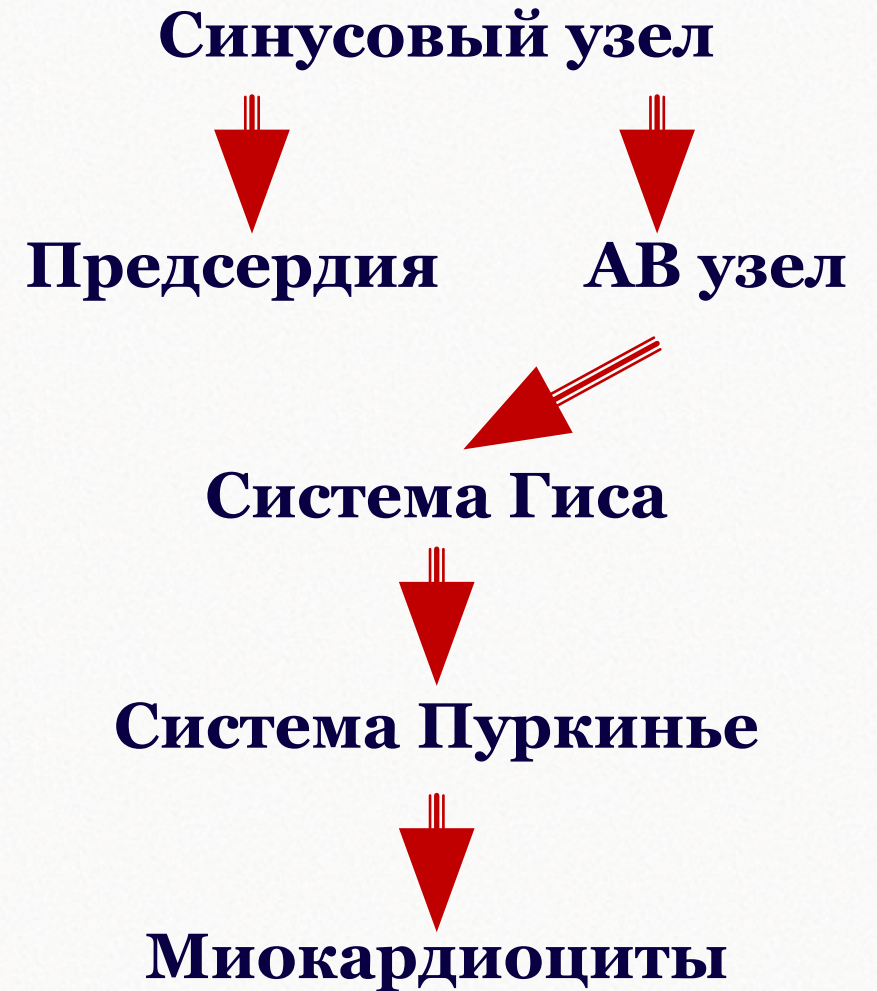 Синусовый узел
Предсердия АВ узел
Система Гиса
Система Пуркинье
Миокардиоциты